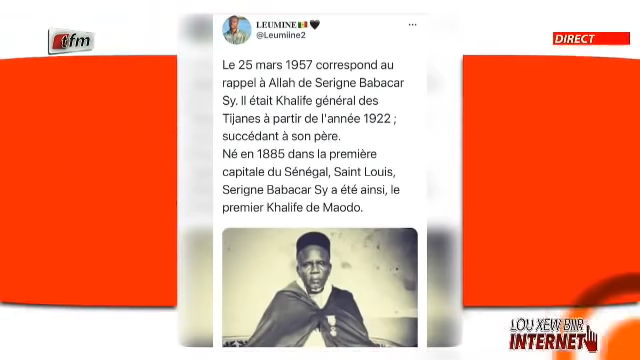 tfm
DIRECT
LEUMINE
@Leumiine2
Le 25 mars 1957 correspond au
rappel à Allah de Serigne Babacar
Sy. Il était Khalife général des
Tijanes à partir de l'année 1922 ;
succédant à son père.
Né en 1885 dans la première
capitale du Sénégal, Saint Louis,
Serigne Babacar Sy a été ainsi, le
premier Khalife de Maodo.
LOU XEW BIIR
INTERNET